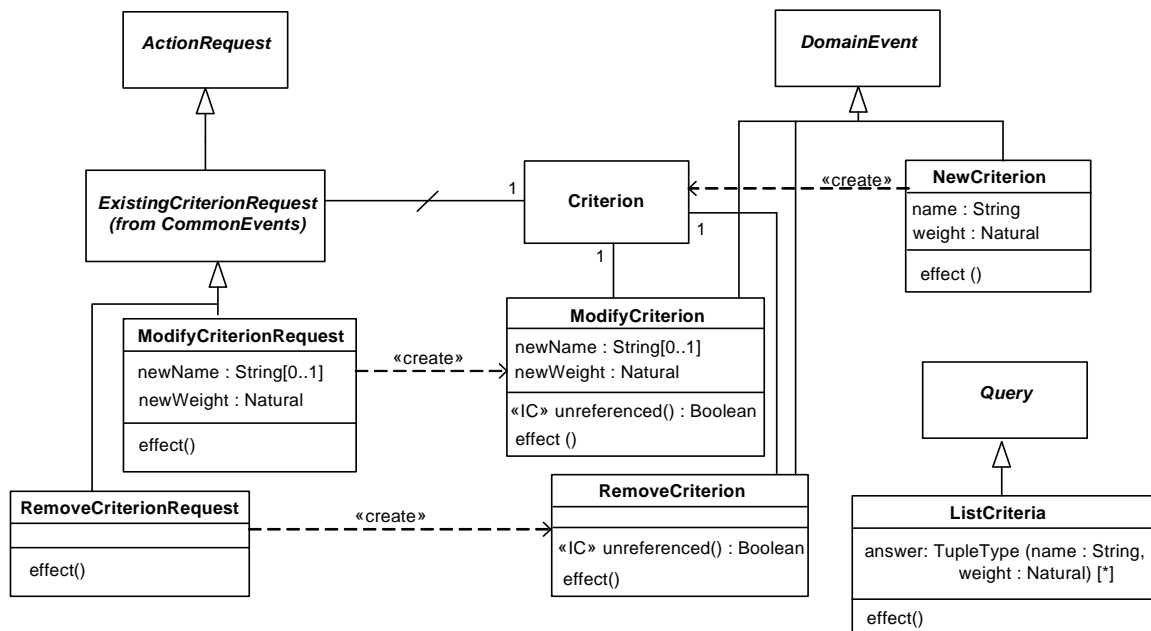 ActionRequest
DomainEvent
ExistingCriterionRequest
(from CommonEvents)
1
Criterion
1
1
«create»
NewCriterion
name : String
weight : Natural
effect ()
ModifyCriterionRequest
newName : String[0..1]
newWeight : Natural
effect()
«create»
ModifyCriterion
newName : String[0..1]
newWeight : Natural
«IC» unreferenced() : Boolean
effect ()
Query
RemoveCriterionRequest
effect()
«create»
RemoveCriterion
«IC» unreferenced() : Boolean
effect()
ListCriteria
answer: TupleType (name : String,
weight : Natural) [*]
effect()